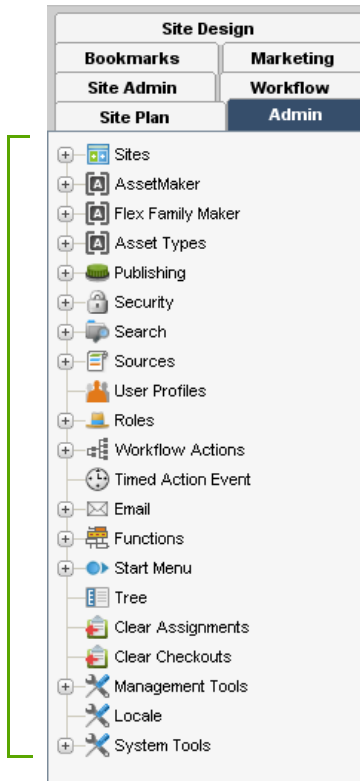 Site Design
Bookmarks Marketing
Site Admin Workflow
Site Plan Admin
Sites
AssetMaker
Flex Family Maker
Asset Types
Publishing
Security
Search
Sources
User Profiles
Roles
Workflow Actions
Timed Action Event
Email
Functions
Start Menu
Tree
Clear Assignments
Clear Checkouts
Management Tools
Locale
System Tools